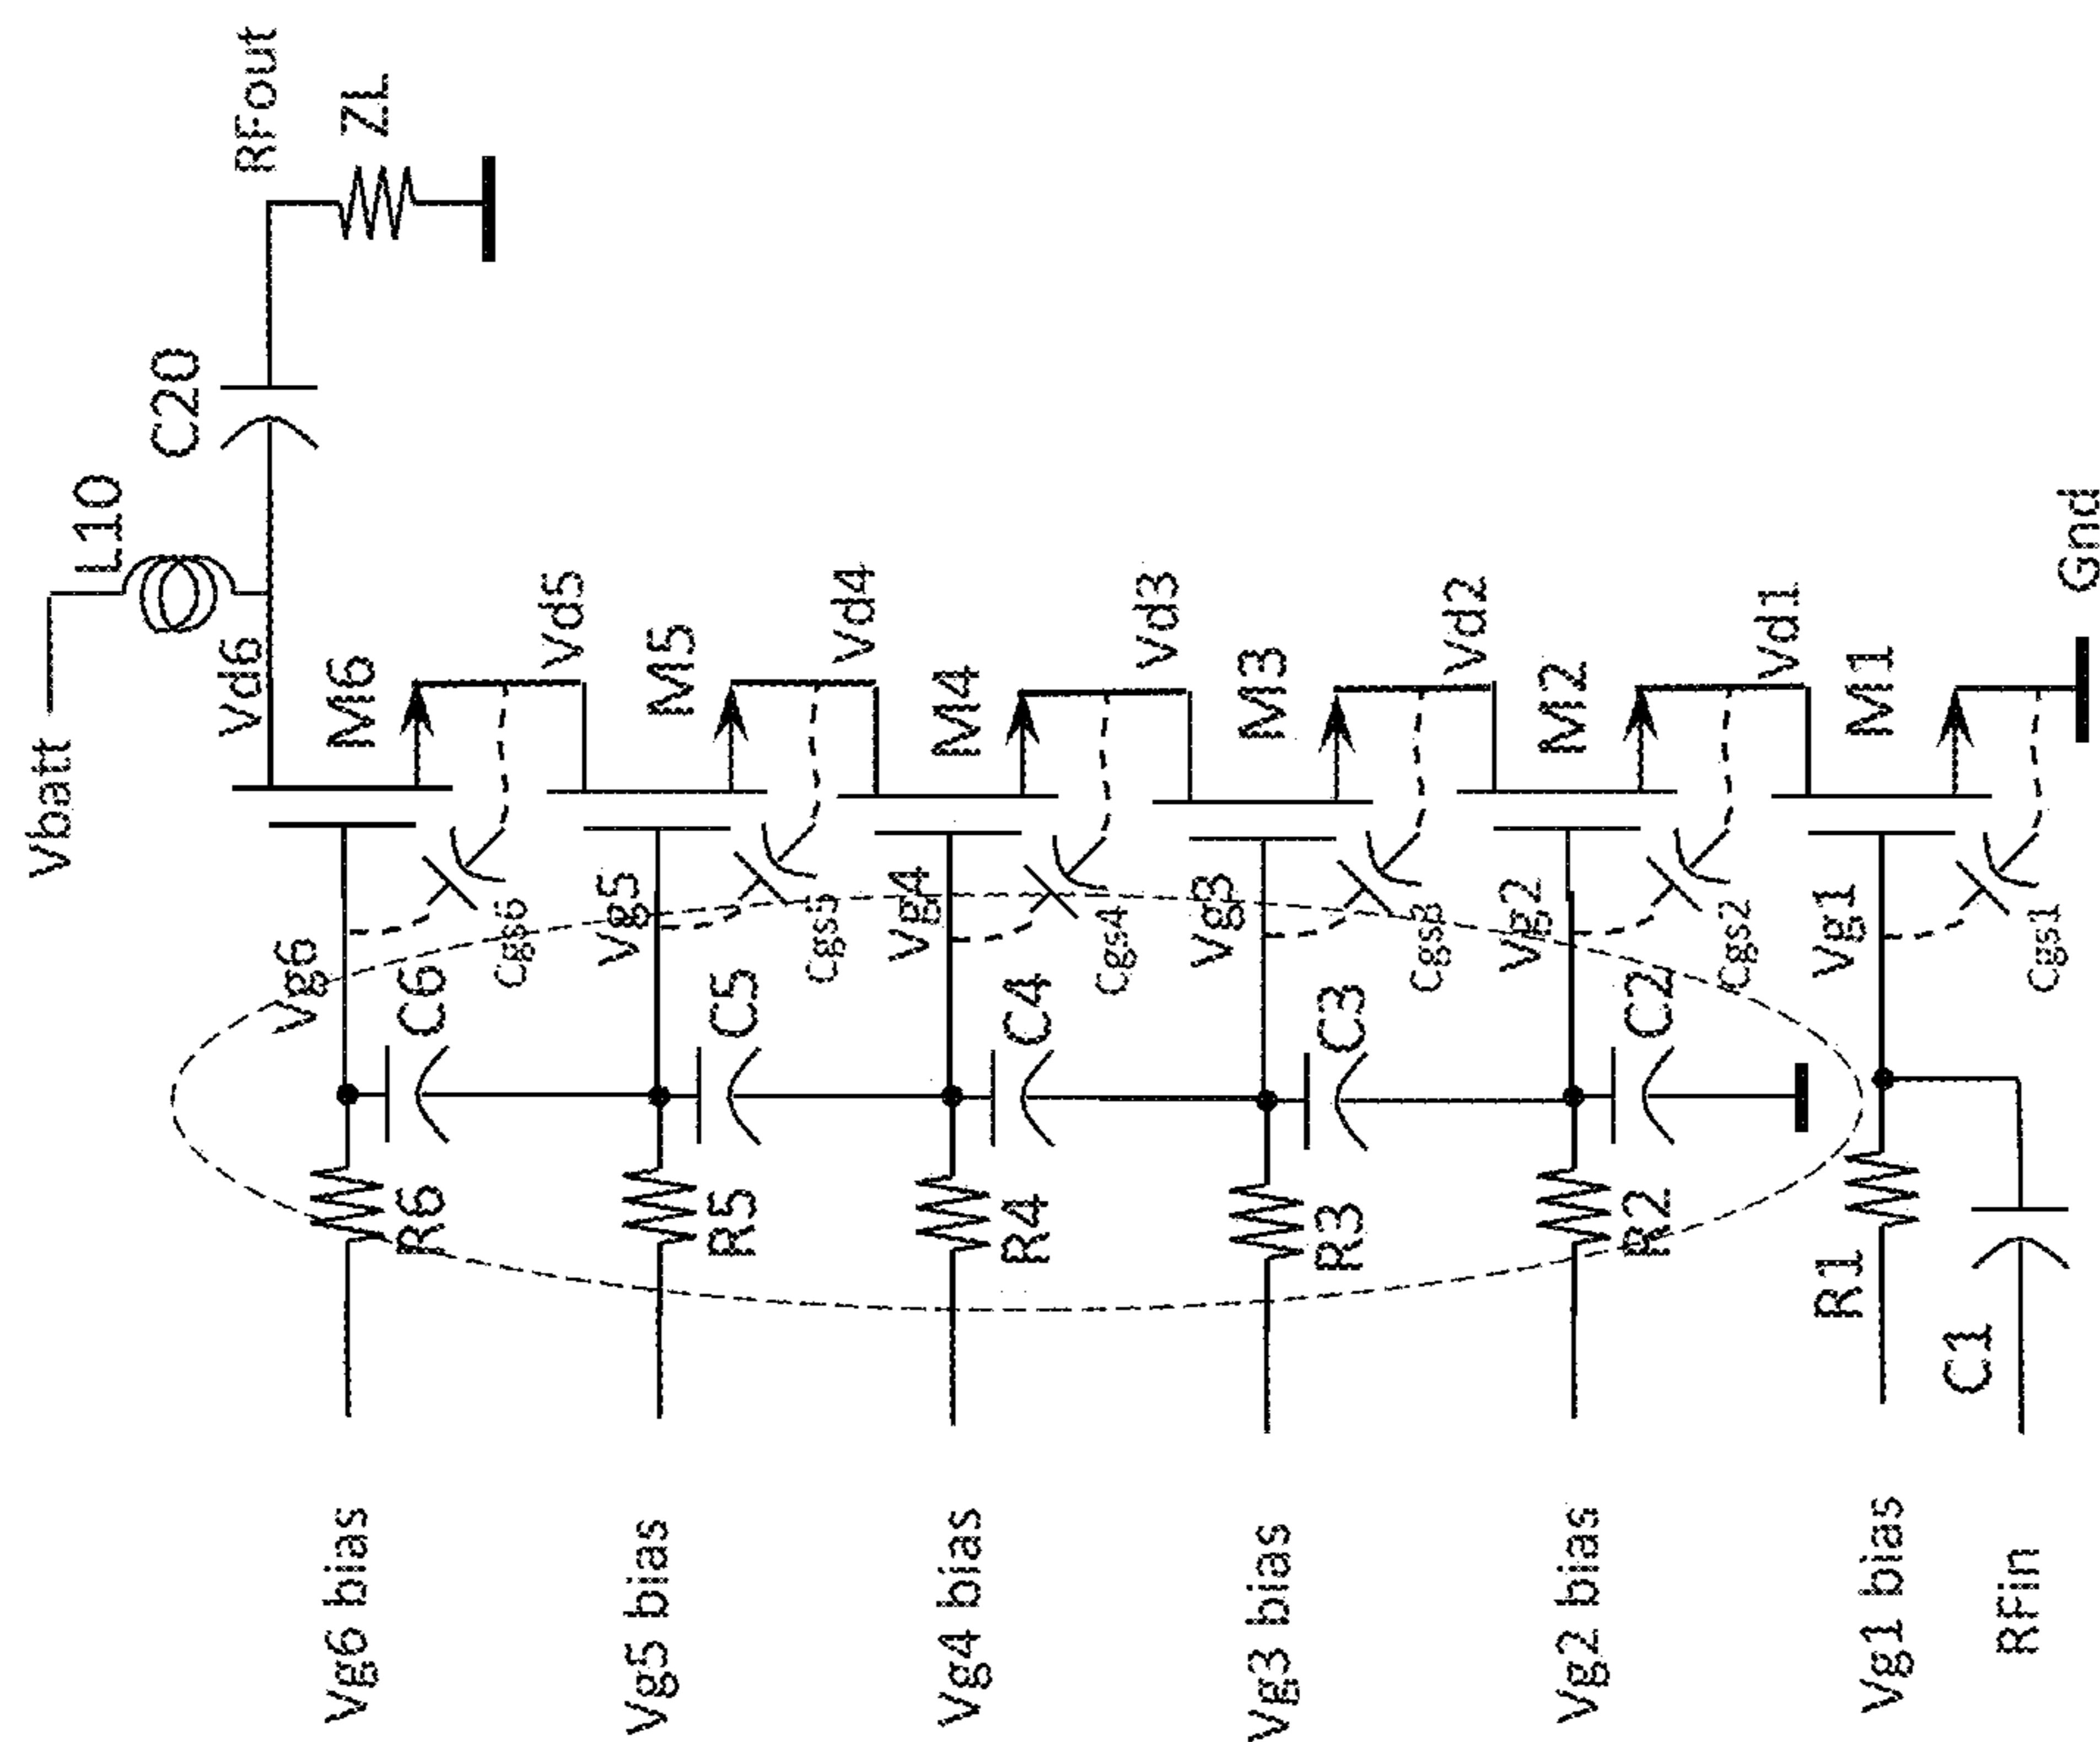 Vbatt
L10
C20
RFout
ZL
Vd6
M6
Vd5
M5
Vd4
M4
Vd3
M3
Vd2
M2
Vd1
M1
Gnd
Vg6
Cgs6
Vg5
Cgs5
Vg4
Cgs4
Vg3
Cgs3
Vg2
Cgs2
Vg1
Cgs1
C6
C5
C4
C3
C2
R6
R5
R4
R3
R2
R1
C1
Vg6 bias
Vg5 bias
Vg4 bias
Vg3 bias
Vg2 bias
Vg1 bias
RFin